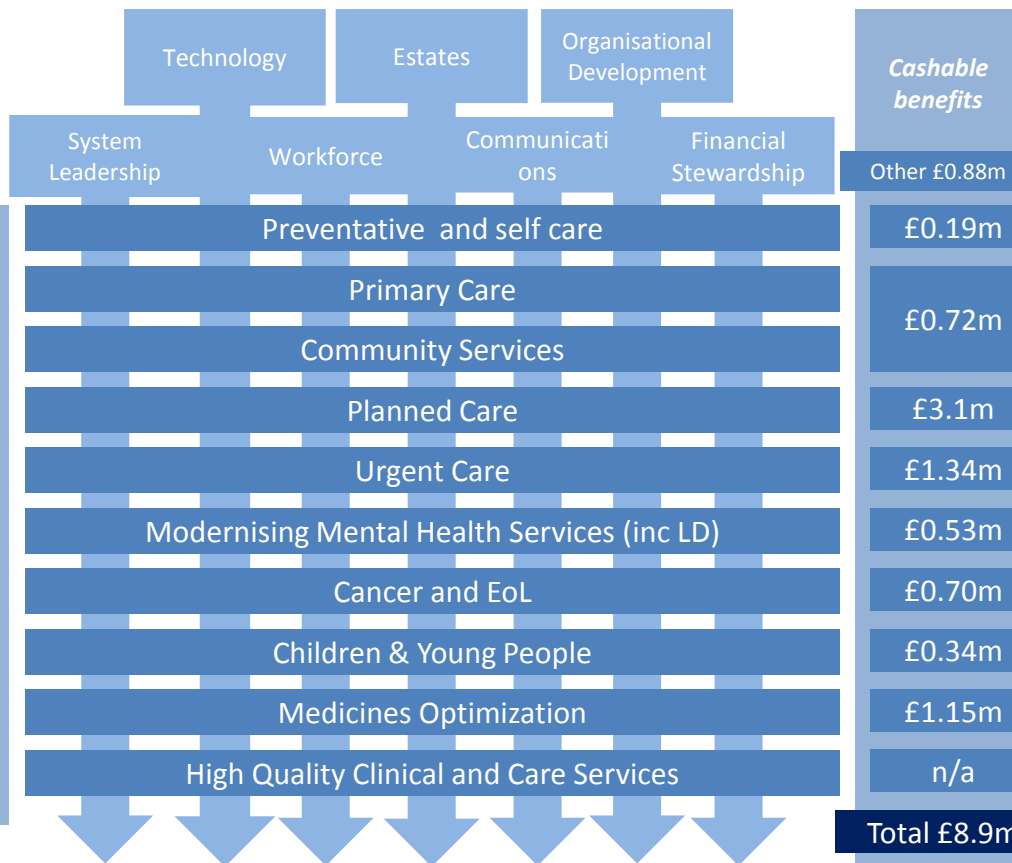 Technology
Estates
Organisational
Development
Cashable
benefits
System
Leadership
Workforce
Communicati
ons
Financial
Stewardship
Other £0.88m
Preventative and self care
£0.19m
Primary Care
£0.72m
Community Services
Planned Care
£3.1m
Urgent Care
£1.34m
Modernising Mental Health Services (inc LD)
£0.53m
Cancer and EoL
£0.70m
Children & Young People
£0.34m
Medicines Optimization
£1.15m
High Quality Clinical and Care Services
n/a
Total £8.9m